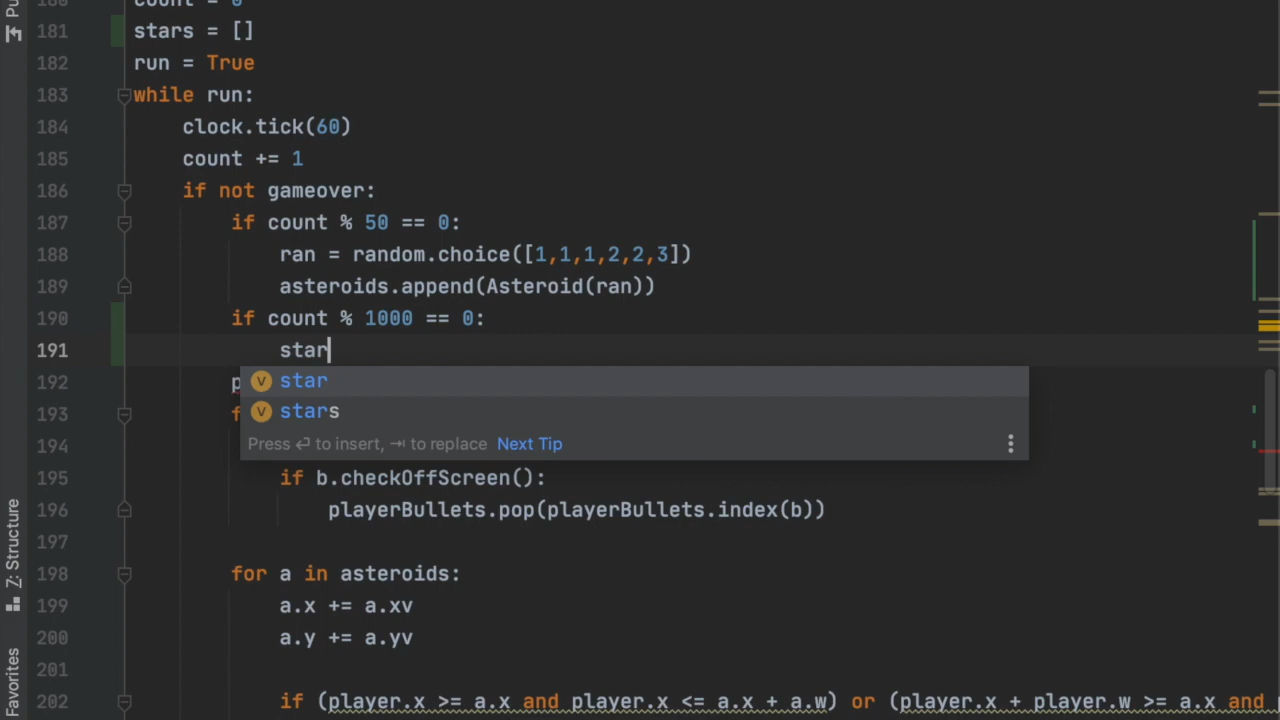 count = 0
181 stars = []
182 run = True
183 while run:
184 clock.tick(60)
185 count += 1
186 if not gameover:
187 if count % 50 == 0:
188 ran = random.choice([1,1,1,2,2,3])
189 asteroids.append(Asteroid(ran))
190 if count % 1000 == 0:
191 star
192 p
star
193 f
stars
194
Press ⏎ to insert, ⇥ to replace Next Tip
195 if b.checkOffScreen():
196 playerBullets.pop(playerBullets.index(b))
197
198 for a in asteroids:
199 a.x += a.xv
200 a.y += a.yv
201
202 if (player.x >= a.x and player.x <= a.x + a.w) or (player.x + player.w >= a.x and
Z: Structure
Favorites